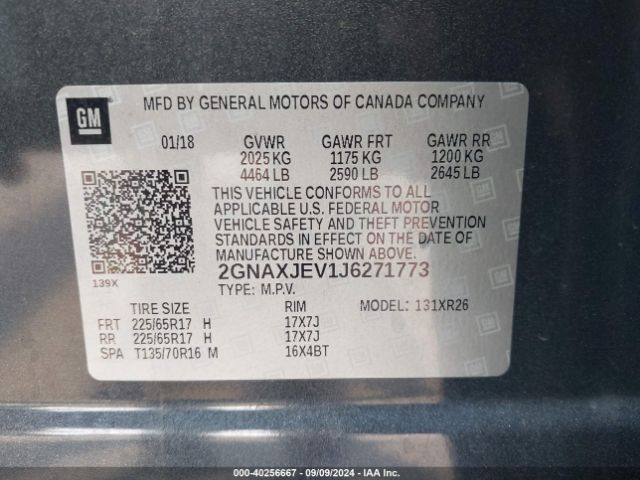 GM
MFD BY GENERAL MOTORS OF CANADA COMPANY
01/18 GVWR GAWR FRT GAWR RR
2025 KG 1175 KG 1200 KG
4464 LB 2590 LB 2645 LB
THIS VEHICLE CONFORMS TO ALL
APPLICABLE U.S. FEDERAL MOTOR
VEHICLE SAFETY AND THEFT PREVENTION
STANDARDS IN EFFECT ON THE DATE OF
MANUFACTURE SHOWN ABOVE.
2GNAXJEV1J6271773
139X
TYPE: M.P.V.
TIRE SIZE RIM MODEL: 131XR26
FRT 225/65R17 H 17X7J
RR 225/65R17 H 17X7J
SPA T135/70R16 M 16X4BT
000-40256667 - 09/09/2024 - IAA Inc.